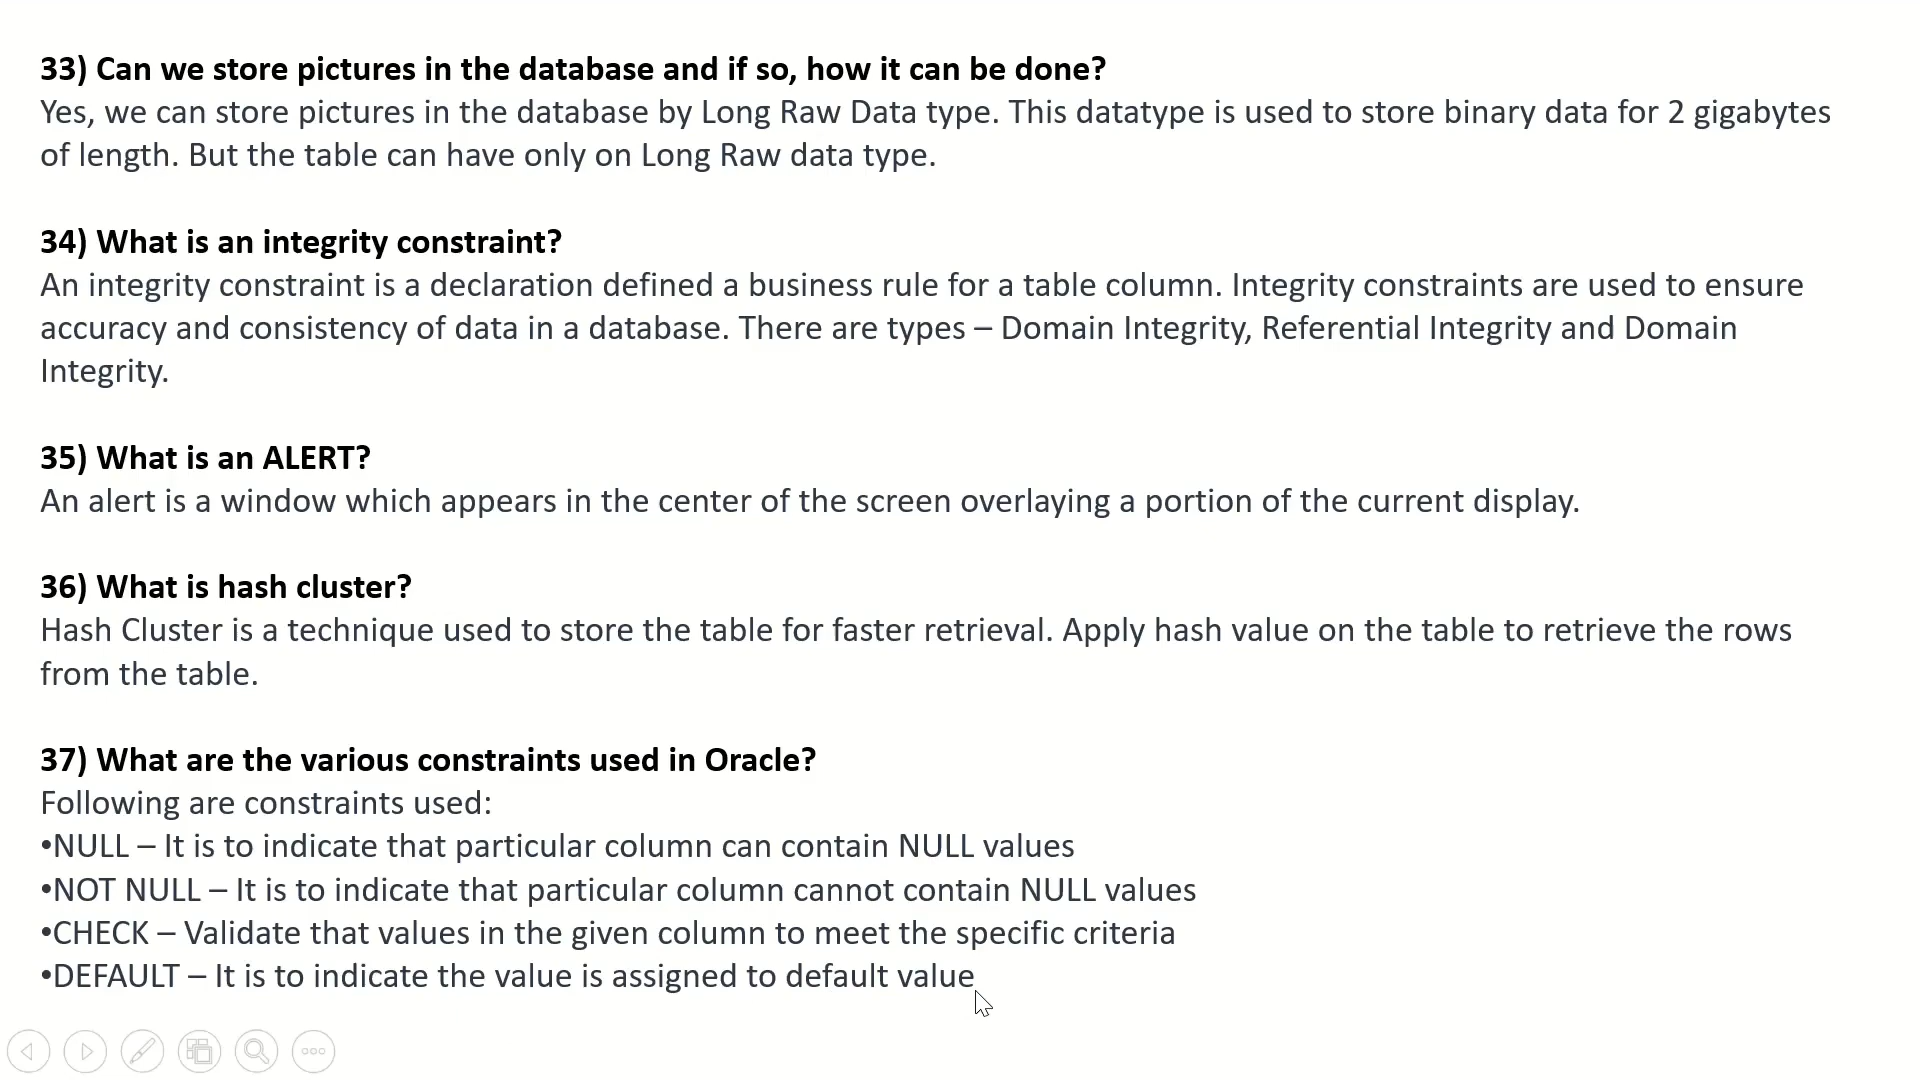 33) Can we store pictures in the database and if so, how it can be done?
Yes, we can store pictures in the database by Long Raw Data type. This datatype is used to store binary data for 2 gigabytes
of length. But the table can have only on Long Raw data type.
34) What is an integrity constraint?
An integrity constraint is a declaration defined a business rule for a table column. Integrity constraints are used to ensure
accuracy and consistency of data in a database. There are types – Domain Integrity, Referential Integrity and Domain
Integrity.
35) What is an ALERT?
An alert is a window which appears in the center of the screen overlaying a portion of the current display.
36) What is hash cluster?
Hash Cluster is a technique used to store the table for faster retrieval. Apply hash value on the table to retrieve the rows
from the table.
37) What are the various constraints used in Oracle?
Following are constraints used:
•NULL – It is to indicate that particular column can contain NULL values
•NOT NULL – It is to indicate that particular column cannot contain NULL values
•CHECK – Validate that values in the given column to meet the specific criteria
•DEFAULT – It is to indicate the value is assigned to default value